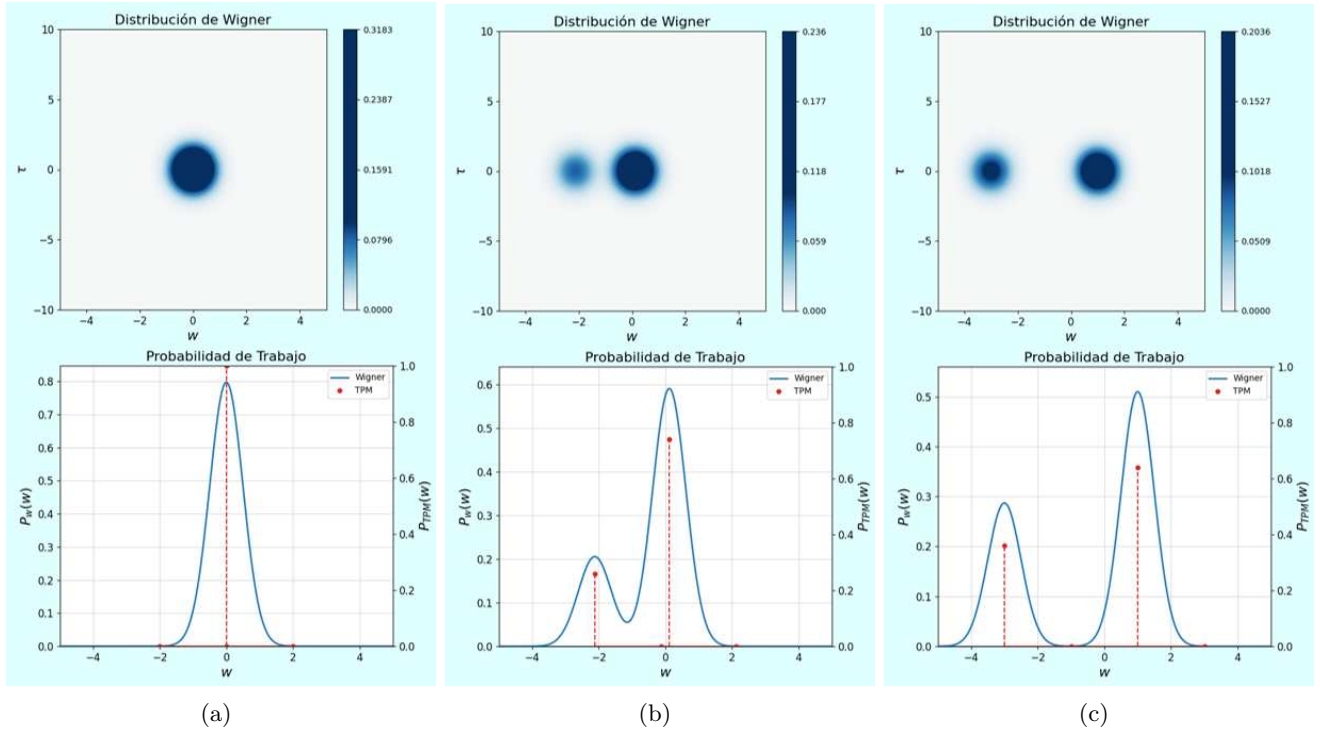 Distribución de Wigner
10
5
0
−5
−10
τ
−4 −2 0 2 4
w
0.3183
0.2387
0.1591
0.0796
0.0000
Probabilidad de Trabajo
0.8
0.7
0.6
0.5
0.4
0.3
0.2
0.1
0.0
P_w(w)
−4 −2 0 2 4
w
1.0
0.8
0.6
0.4
0.2
0.0
P_TPM(w)
Wigner
TPM
(a)
Distribución de Wigner
10
5
0
−5
−10
τ
−4 −2 0 2 4
w
0.236
0.177
0.118
0.059
0.000
Probabilidad de Trabajo
0.6
0.5
0.4
0.3
0.2
0.1
0.0
P_w(w)
−4 −2 0 2 4
w
1.0
0.8
0.6
0.4
0.2
0.0
P_TPM(w)
Wigner
TPM
(b)
Distribución de Wigner
10
5
0
−5
−10
τ
−4 −2 0 2 4
w
0.2036
0.1527
0.1018
0.0509
0.0000
Probabilidad de Trabajo
0.5
0.4
0.3
0.2
0.1
0.0
P_w(w)
−4 −2 0 2 4
w
1.0
0.8
0.6
0.4
0.2
0.0
P_TPM(w)
Wigner
TPM
(c)